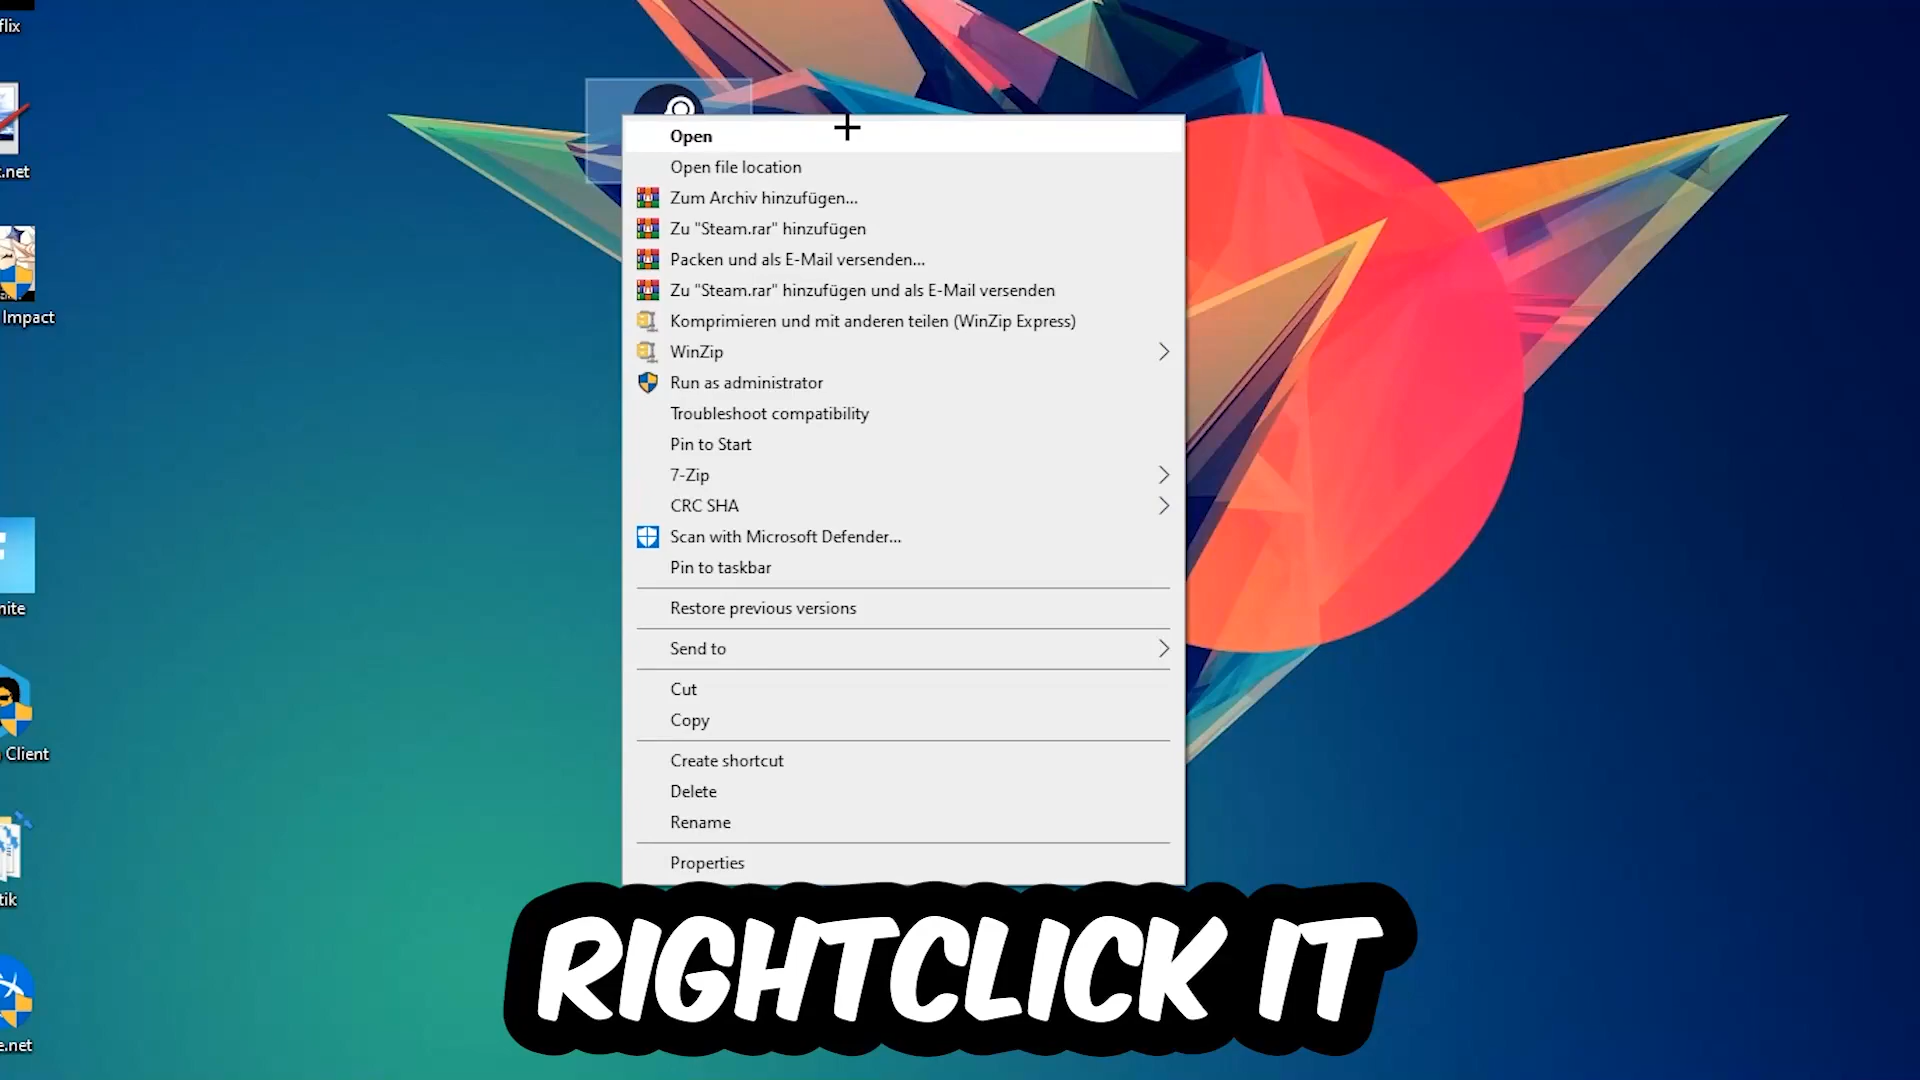 flix
.net
Impact
nite
Client
tik
e.net
Open
Open file location
Zum Archiv hinzufügen...
Zu "Steam.rar" hinzufügen
Packen und als E-Mail versenden...
Zu "Steam.rar" hinzufügen und als E-Mail versenden
Komprimieren und mit anderen teilen (WinZip Express)
WinZip
Run as administrator
Troubleshoot compatibility
Pin to Start
7-Zip
CRC SHA
Scan with Microsoft Defender...
Pin to taskbar
Restore previous versions
Send to
Cut
Copy
Create shortcut
Delete
Rename
Properties
RIGHTCLICK IT